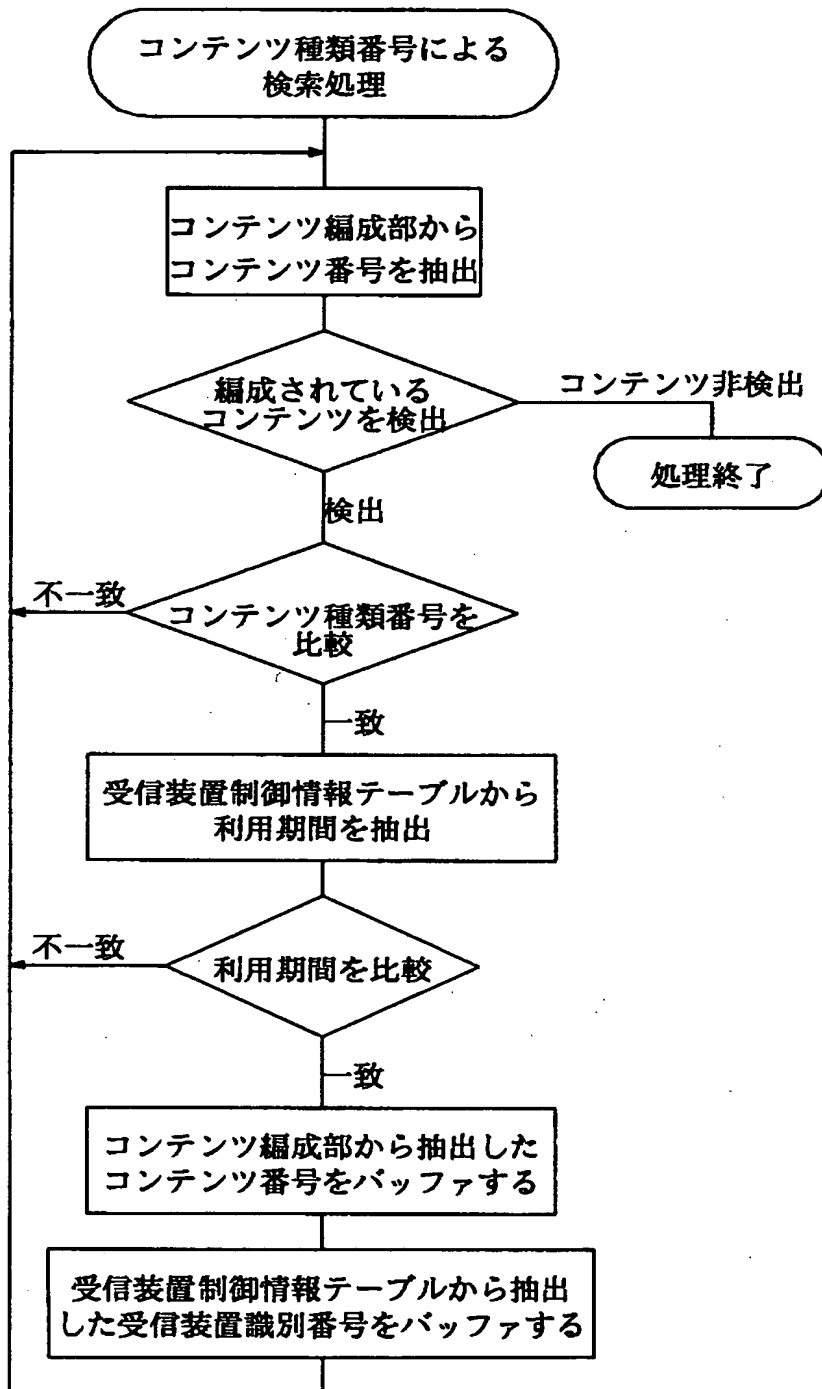 コンテンツ種類番号による
検索処理
コンテンツ編成部から
コンテンツ番号を抽出
編成されている
コンテンツを検出
コンテンツ非検出
処理終了
検出
不一致
コンテンツ種類番号を
比較
一致
受信装置制御情報テーブルから
利用期間を抽出
不一致
利用期間を比較
一致
コンテンツ編成部から抽出した
コンテンツ番号をバッファする
受信装置制御情報テーブルから抽出
した受信装置識別番号をバッファする